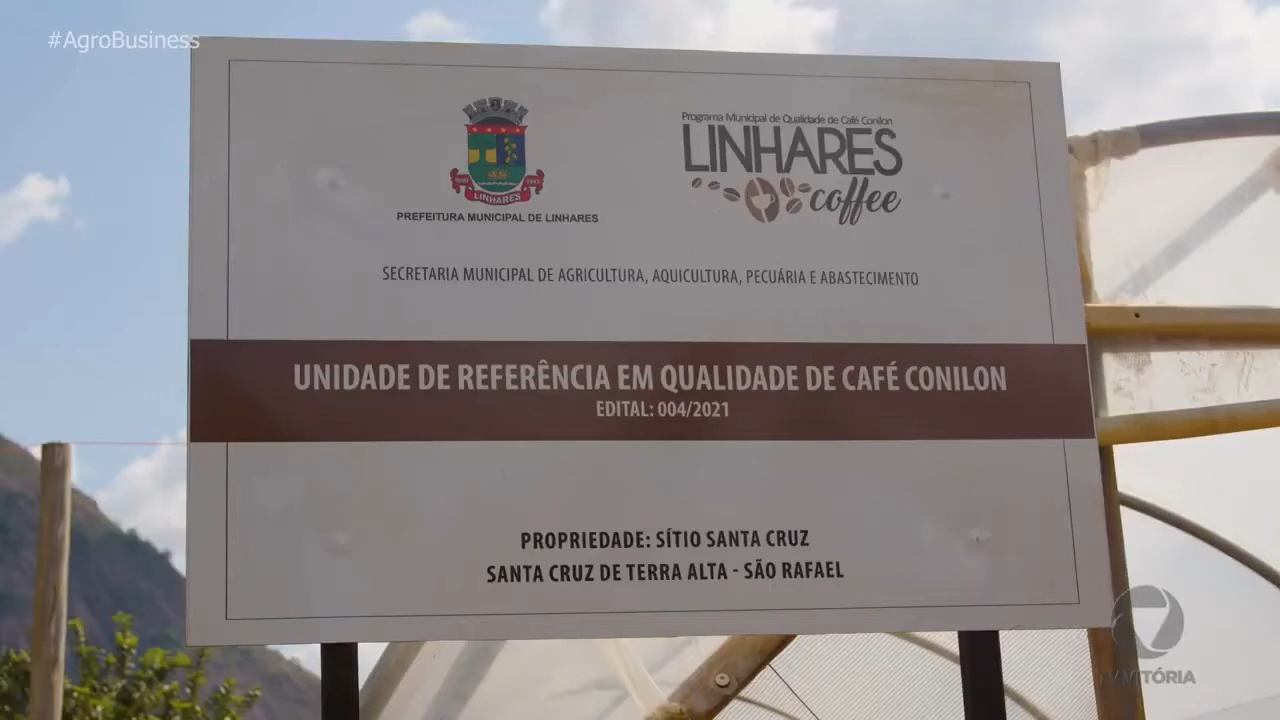 #AgroBusiness
Programa Municipal de Qualidade de Café Conilon
LINHARES
coffee
LINHARES
PREFEITURA MUNICIPAL DE LINHARES
SECRETARIA MUNICIPAL DE AGRICULTURA, AQUICULTURA, PECUÁRIA E ABASTECIMENTO
UNIDADE DE REFERÊNCIA EM QUALIDADE DE CAFÉ CONILON
EDITAL: 004/2021
PROPRIEDADE: SÍTIO SANTA CRUZ
SANTA CRUZ DE TERRA ALTA - SÃO RAFAEL
TV VITÓRIA